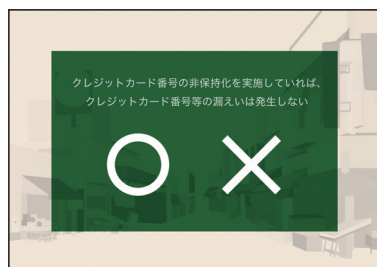 クレジットカード番号の非保持化を実施していれば、
クレジットカード番号等の漏えいは発生しない
○ ×